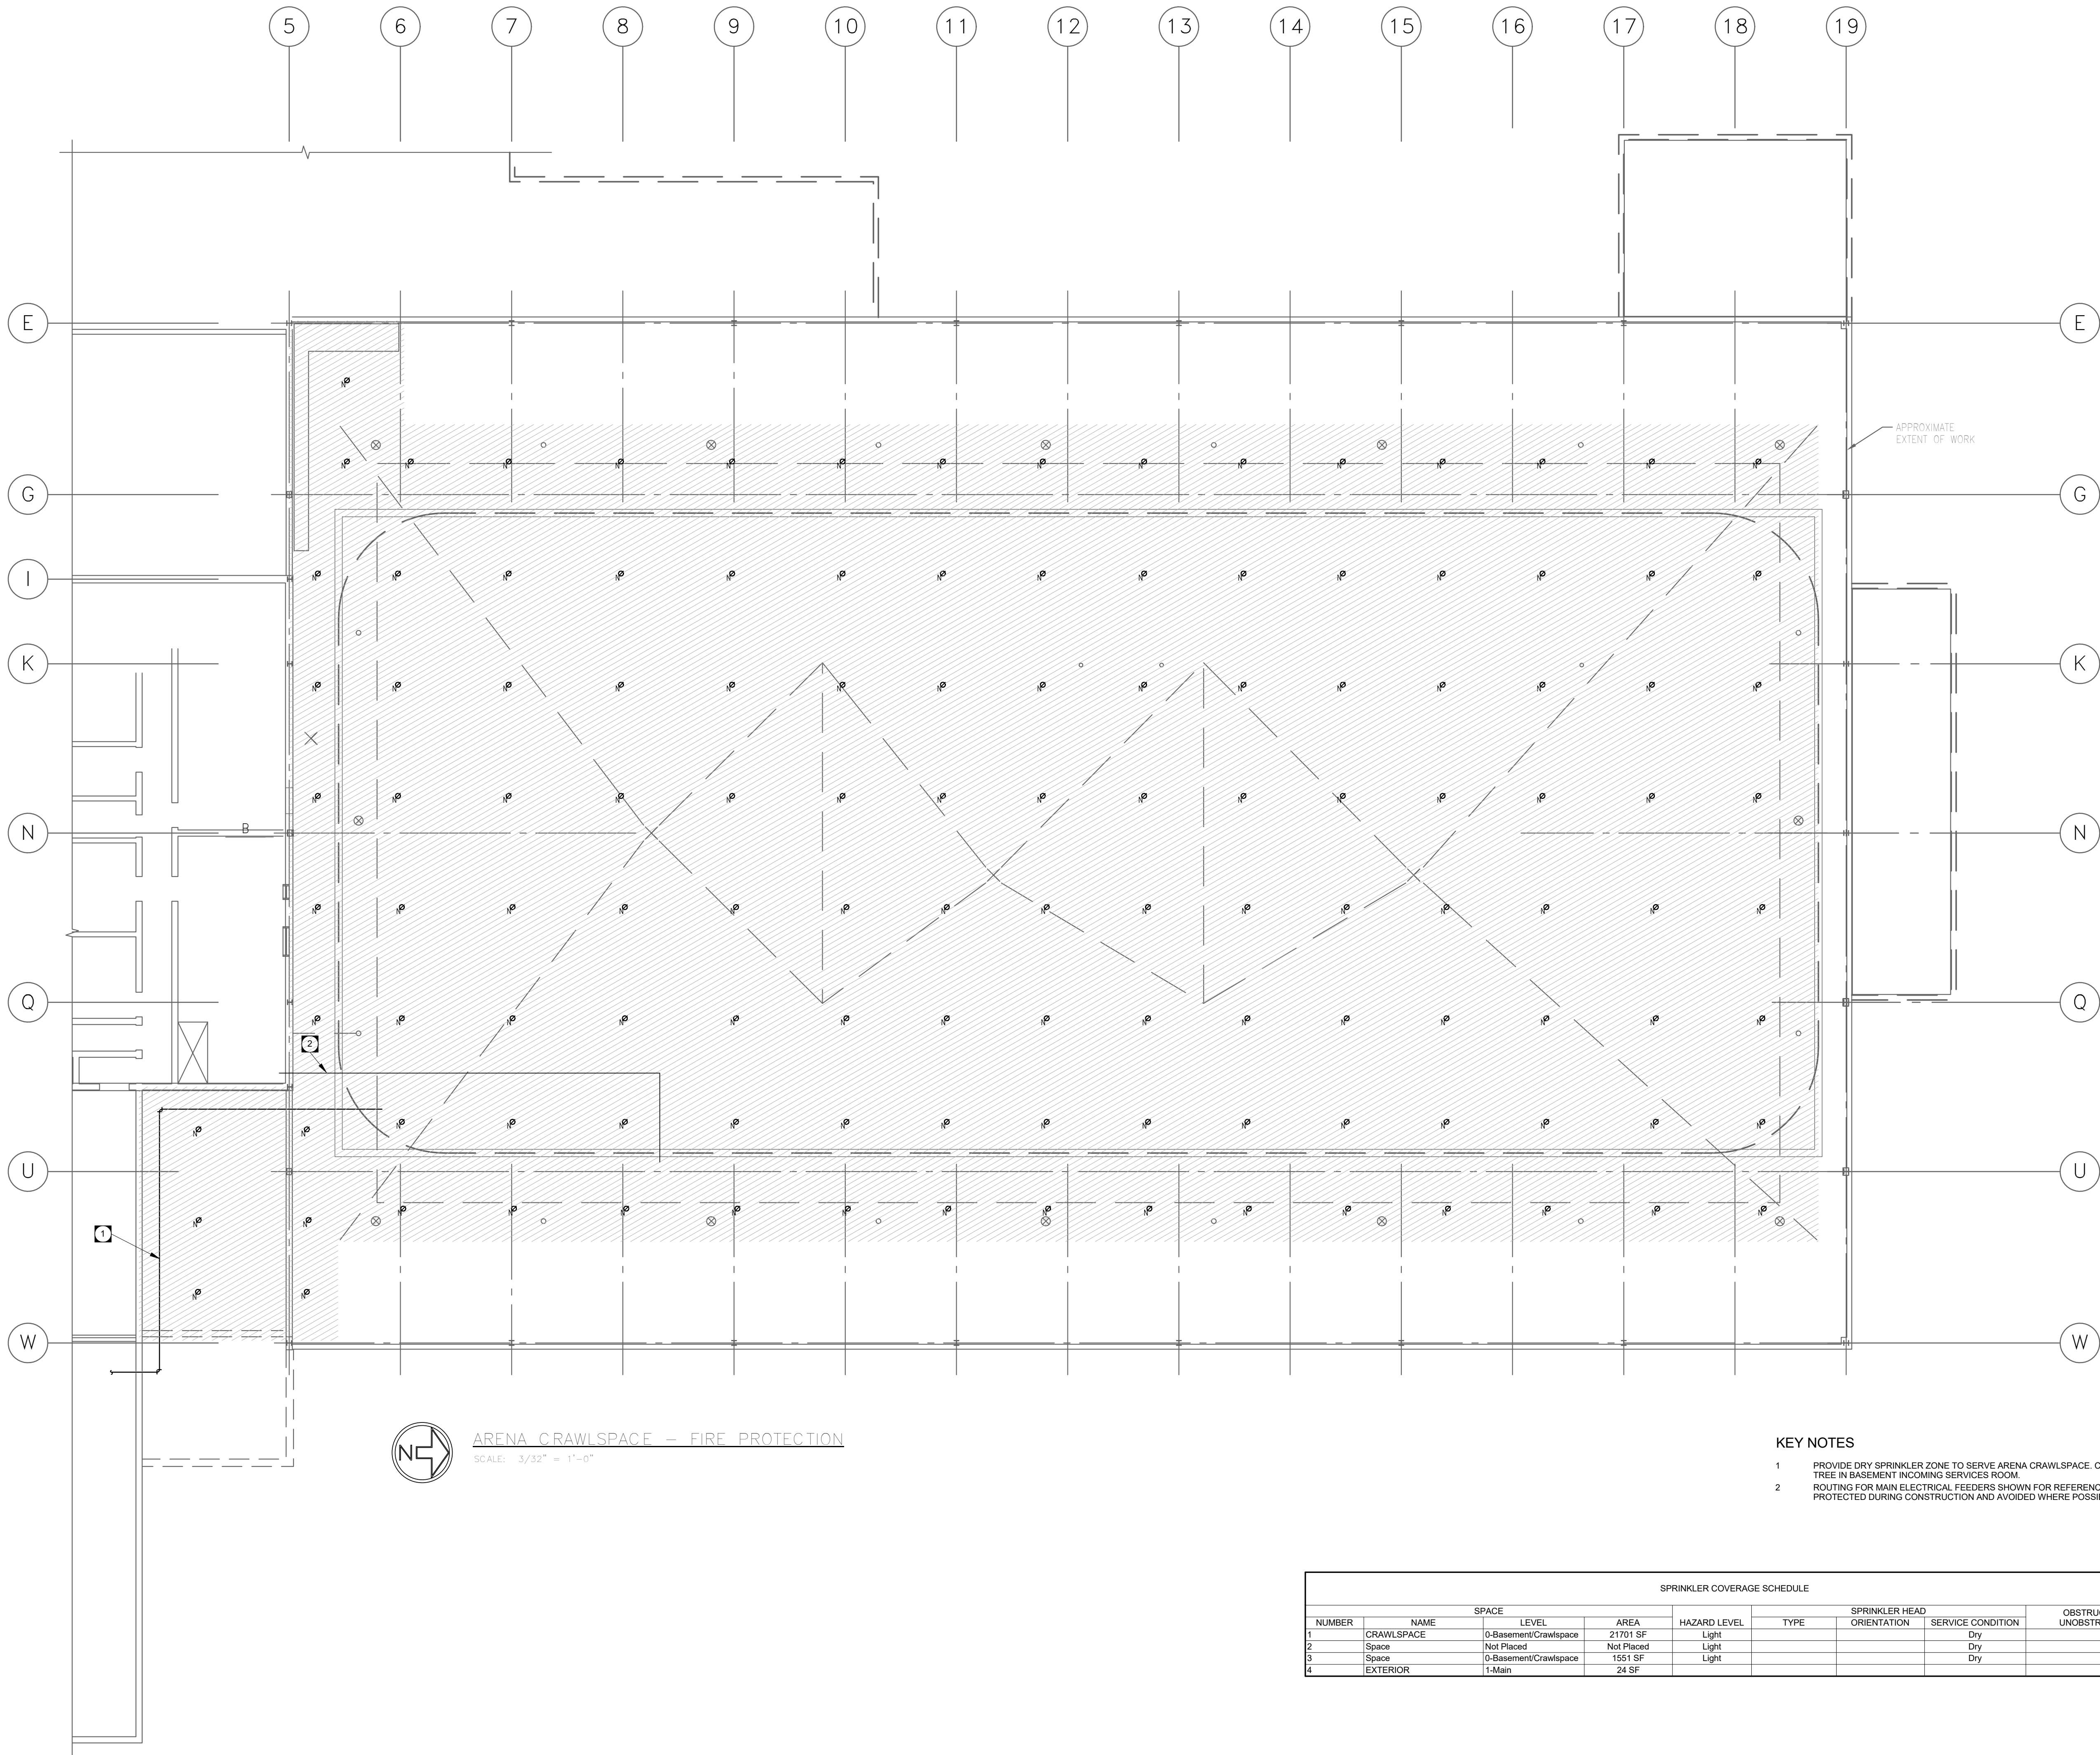 5 6 7 8 9 10 11 12 13 14 15 16 17 18 19
E E
APPROXIMATE
EXTENT OF WORK
G G
I I
K K
N B N
Q Q
2
U U
1
W W
N
ARENA CRAWLSPACE – FIRE PROTECTION
SCALE: 3/32" = 1'-0"
KEY NOTES
1 PROVIDE DRY SPRINKLER ZONE TO SERVE ARENA CRAWLSPACE.
TREE IN BASEMENT INCOMING SERVICES ROOM.
2 ROUTING FOR MAIN ELECTRICAL FEEDERS SHOWN FOR
PROTECTED DURING CONSTRUCTION AND AVOIDED WHERE
SPRINKLER COVERAGE SCHEDULE
SPACE SPRINKLER HEAD
NUMBER NAME LEVEL AREA HAZARD LEVEL TYPE ORIENTATION SERVICE CONDITION
1 CRAWLSPACE 0-Basement/Crawlspace 21701 SF Light Dry
2 Space Not Placed Not Placed Light Dry
3 Space 0-Basement/Crawlspace 1551 SF Light Dry
4 EXTERIOR 1-Main 24 SF